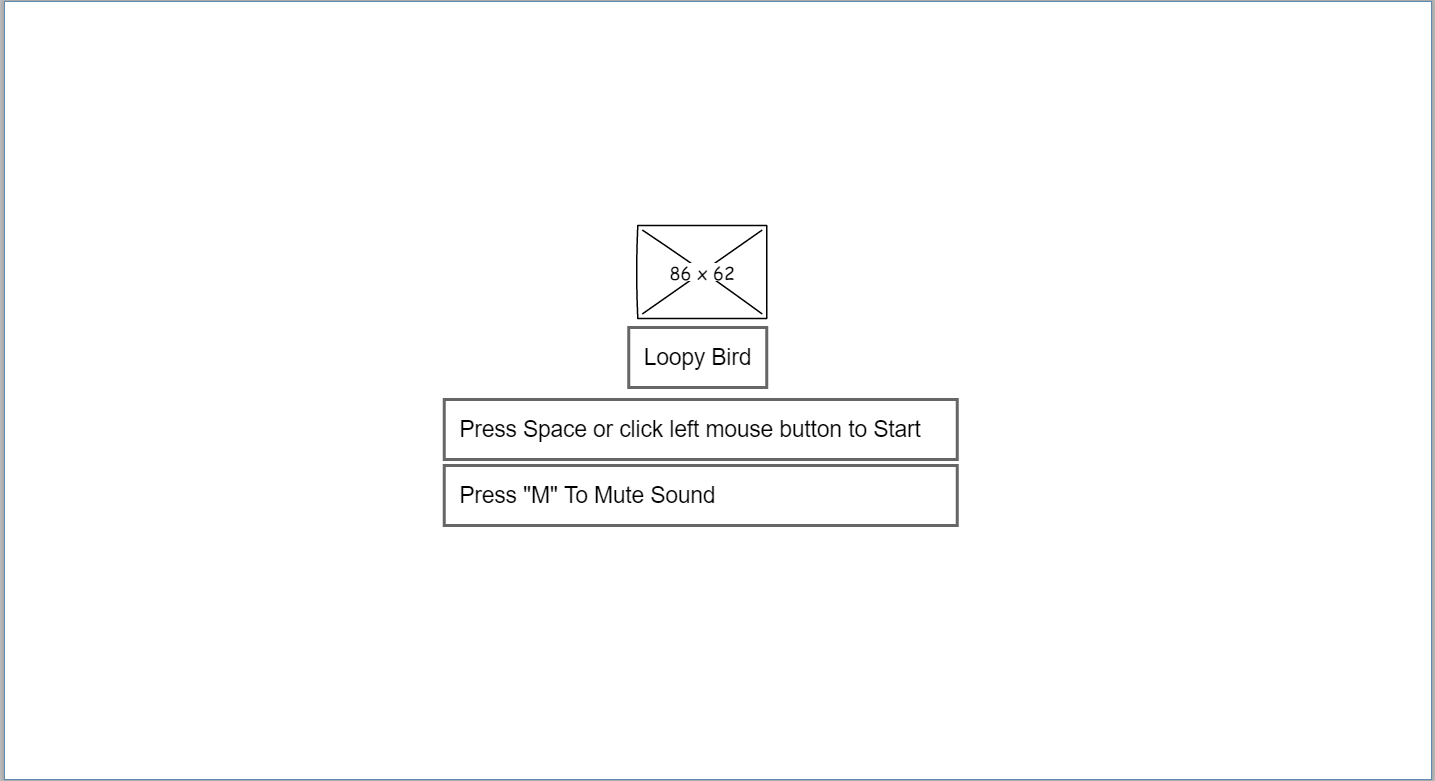 86 x 62
Loopy Bird
Press Space or click left mouse button to Start
Press "M" To Mute Sound